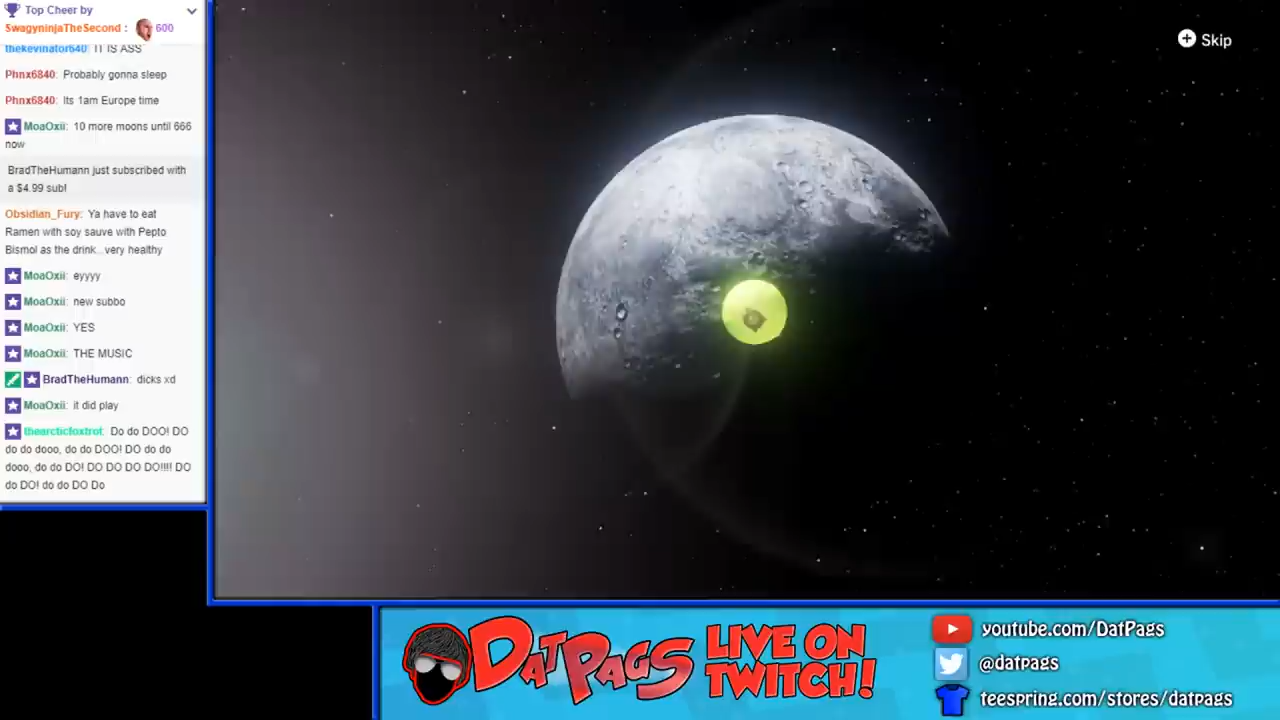 Top Cheer by
SwagyninjaTheSecond : 600
thekevinator640: IT IS ASS
Phnx6840: Probably gonna sleep
Phnx6840: Its 1am Europe time
MoaOxii: 10 more moons until 666
now
BradTheHumann just subscribed with
a $4.99 sub!
Obsidian_Fury: Ya have to eat
Ramen with soy sauve with Pepto
Bismol as the drink...very healthy
MoaOxii: eyyyy
MoaOxii: new subbo
MoaOxii: YES
MoaOxii: THE MUSIC
BradTheHumann: dicks xd
MoaOxii: it did play
thearcticfoxtrot: Do do DOO! DO
do do dooo, do do DOO! DO do do
dooo, do do DO! DO DO DO DO!!!! DO
do DO! do do DO Do
Skip
DATPAGS LIVE ON
TWITCH!
youtube.com/DatPags
@datpags
teespring.com/stores/datpags